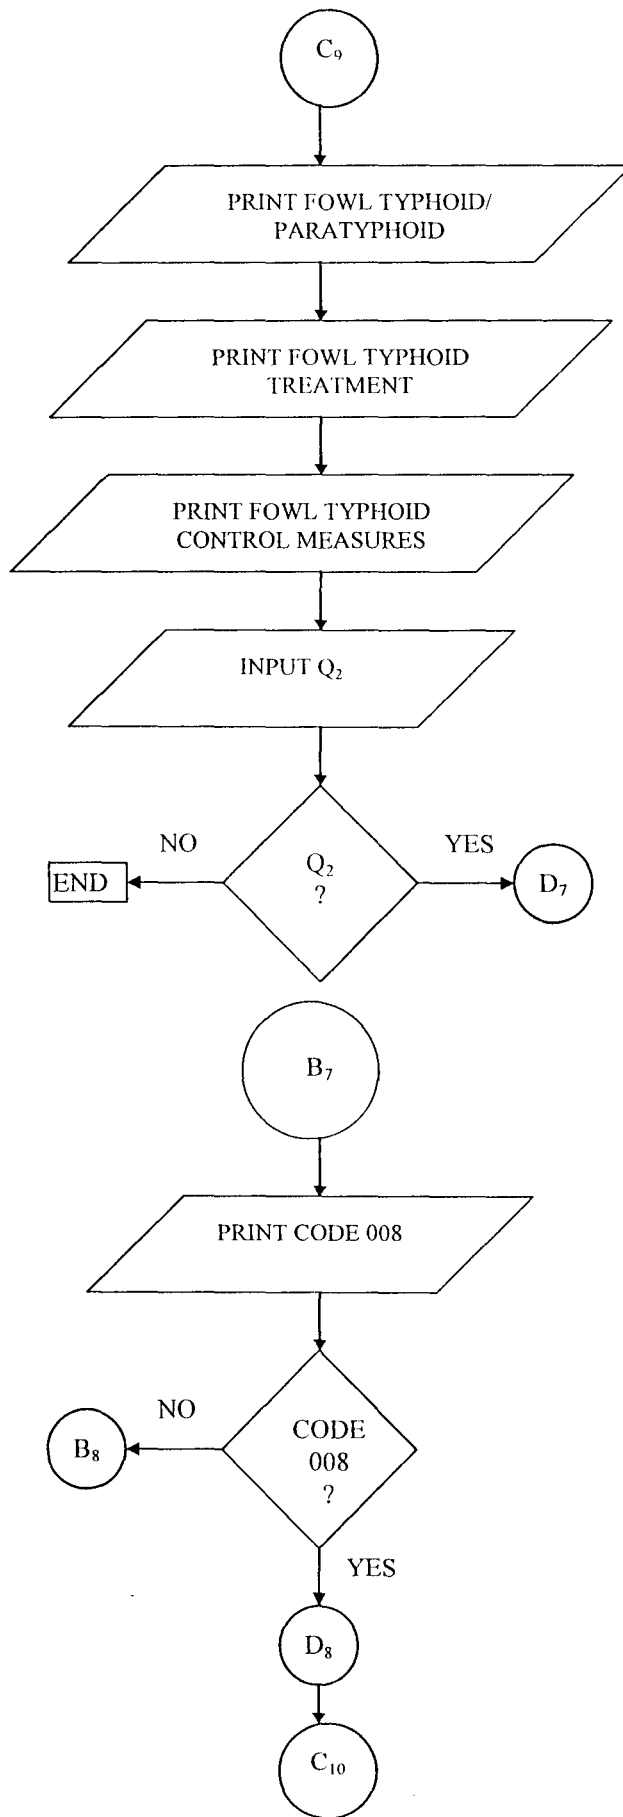 C₉
PRINT FOWL TYPHOID/
PARATYPHOID
PRINT FOWL TYPHOID
TREATMENT
PRINT FOWL TYPHOID
CONTROL MEASURES
INPUT Q₂
NO
Q₂
?
YES
END
D₇
B₇
PRINT CODE 008
NO
B₈
CODE
008
?
YES
D₈
C₁₀